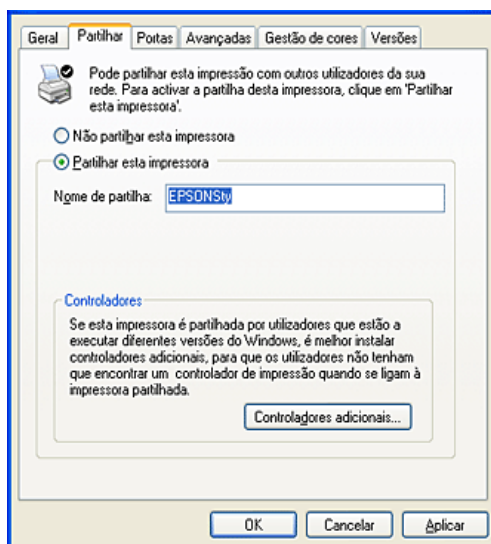 Geral Partilhar Portas Avançadas Gestão de cores Versões
Pode partilhar esta impressão com outros utilizadores da sua
rede. Para activar a partilha desta impressora, clique em 'Partilhar
esta impressora'.
Não partilhar esta impressora
Partilhar esta impressora
Nome de partilha: EPSONSty
Controladores
Se esta impressora é partilhada por utilizadores que estão a
executar diferentes versões do Windows, é melhor instalar
controladores adicionais, para que os utilizadores não tenham
que encontrar um controlador de impressão quando se ligam à
impressora partilhada.
Controladores adicionais...
OK Cancelar Aplicar